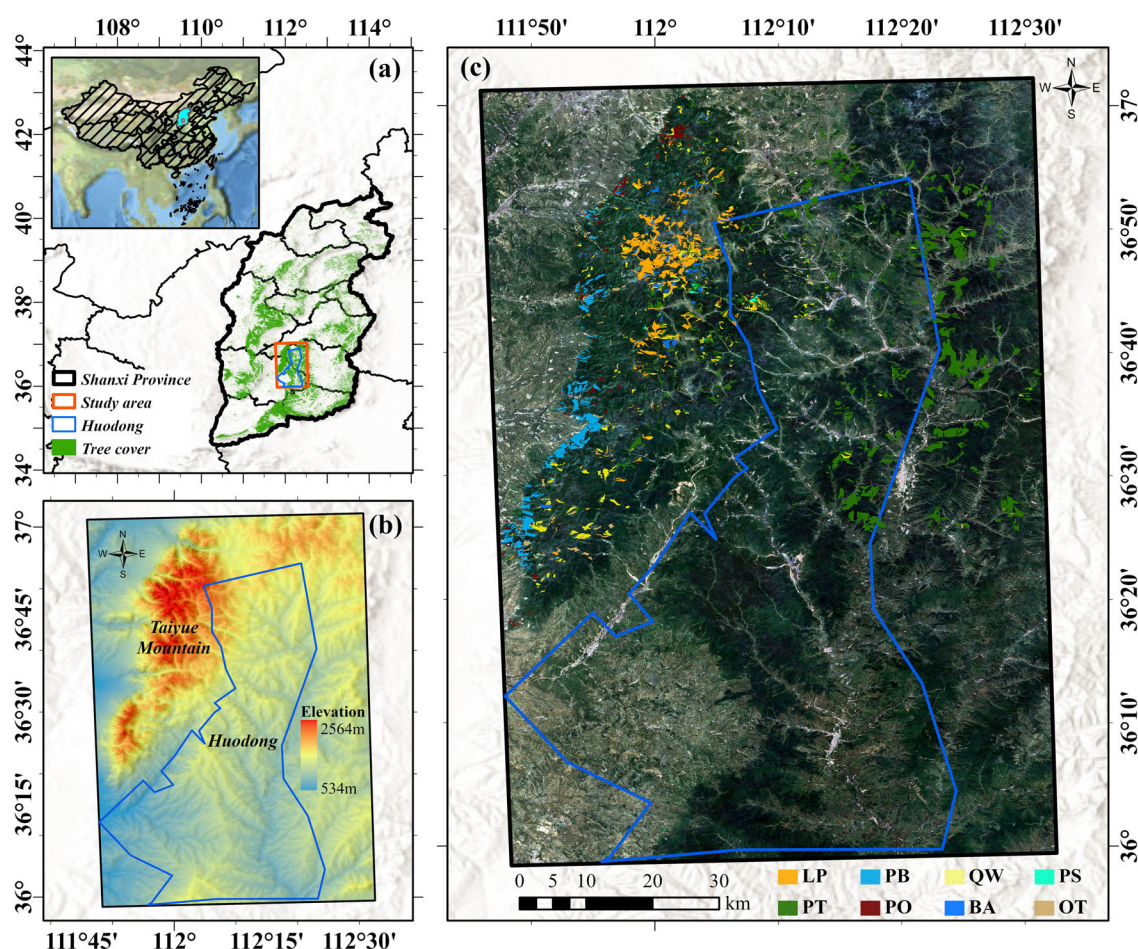 108° 110° 112° 114°
44°
42°
40°
38°
36°
34°
(a)
Shanxi Province
Study area
Huodong
Tree cover
(b)
N
W E
S
37°
36°45'
36°30'
36°15'
36°
Taiyue
Mountain
Huodong
Elevation
2564m
534m
111°45' 112° 112°15' 112°30'
111°50' 112° 112°10' 112°20' 112°30'
(c)
N
W E
S
37°
36°50'
36°40'
36°30'
36°20'
36°10'
36°
0 5 10 20 30
km
LP PB QW PS
PT PO BA OT